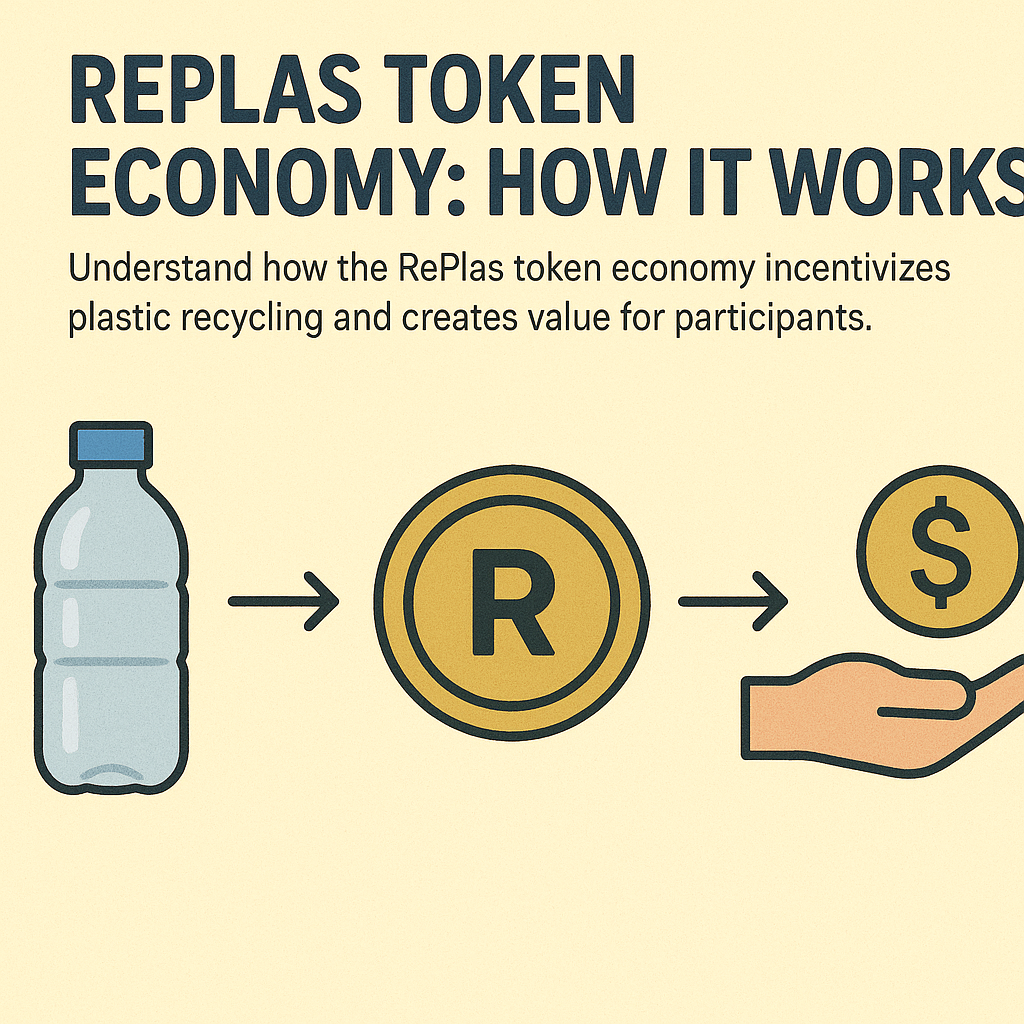 REPLAS TOKEN
ECONOMY: HOW IT WORKS
Understand how the RePlas token economy incentivizes
plastic recycling and creates value for participants.
R
$